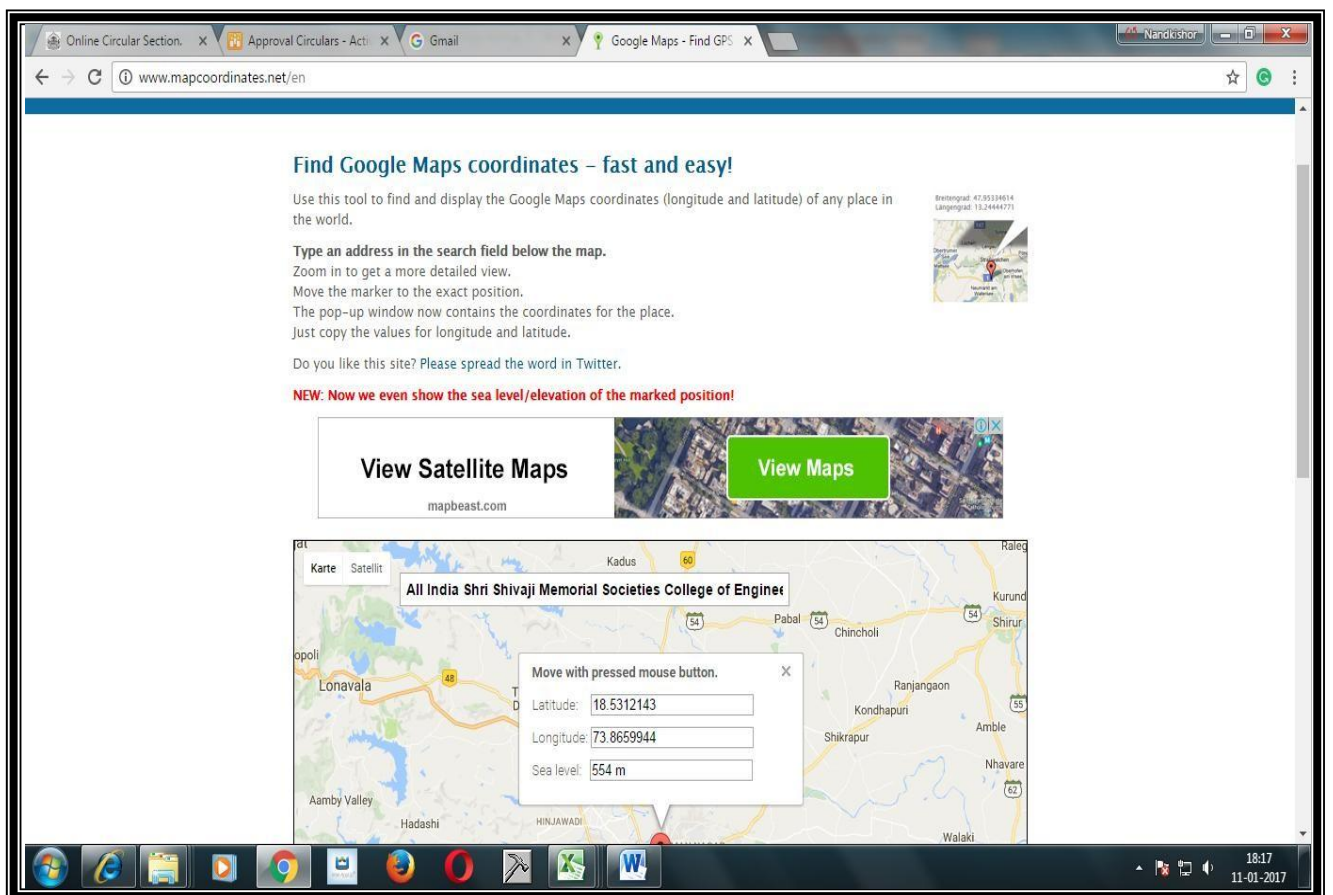 Online Circular Section.
Approval Circulars - Acti
Gmail
Google Maps - Find GPS
Nandkishor
www.mapcoordinates.net/en
Find Google Maps coordinates – fast and easy!
Use this tool to find and display the Google Maps coordinates (longitude and latitude) of any place in
the world.
Breitengrad: 47,95334614
Längengrad: 13,24444771
Type an address in the search field below the map.
Zoom in to get a more detailed view.
Move the marker to the exact position.
The pop-up window now contains the coordinates for the place.
Just copy the values for longitude and latitude.
Do you like this site? Please spread the word in Twitter.
NEW: Now we even show the sea level/elevation of the marked position!
View Satellite Maps
mapbeast.com
View Maps
Karte Satellit
Kadus
60
Raleg
All India Shri Shivaji Memorial Societies College of Enginee
Kurund
54
Pabal
54
Chincholi
54
Shirur
opoli
Lonavala
48
Move with pressed mouse button.
Latitude: 18.5312143
Longitude: 73.8659944
Sea level: 554 m
Ranjangaon
Kondhapuri
55
Shikrapur
Amble
Nhavare
62
Aamby Valley
Hadashi
HINJAWADI
Walaki
18:17
11-01-2017